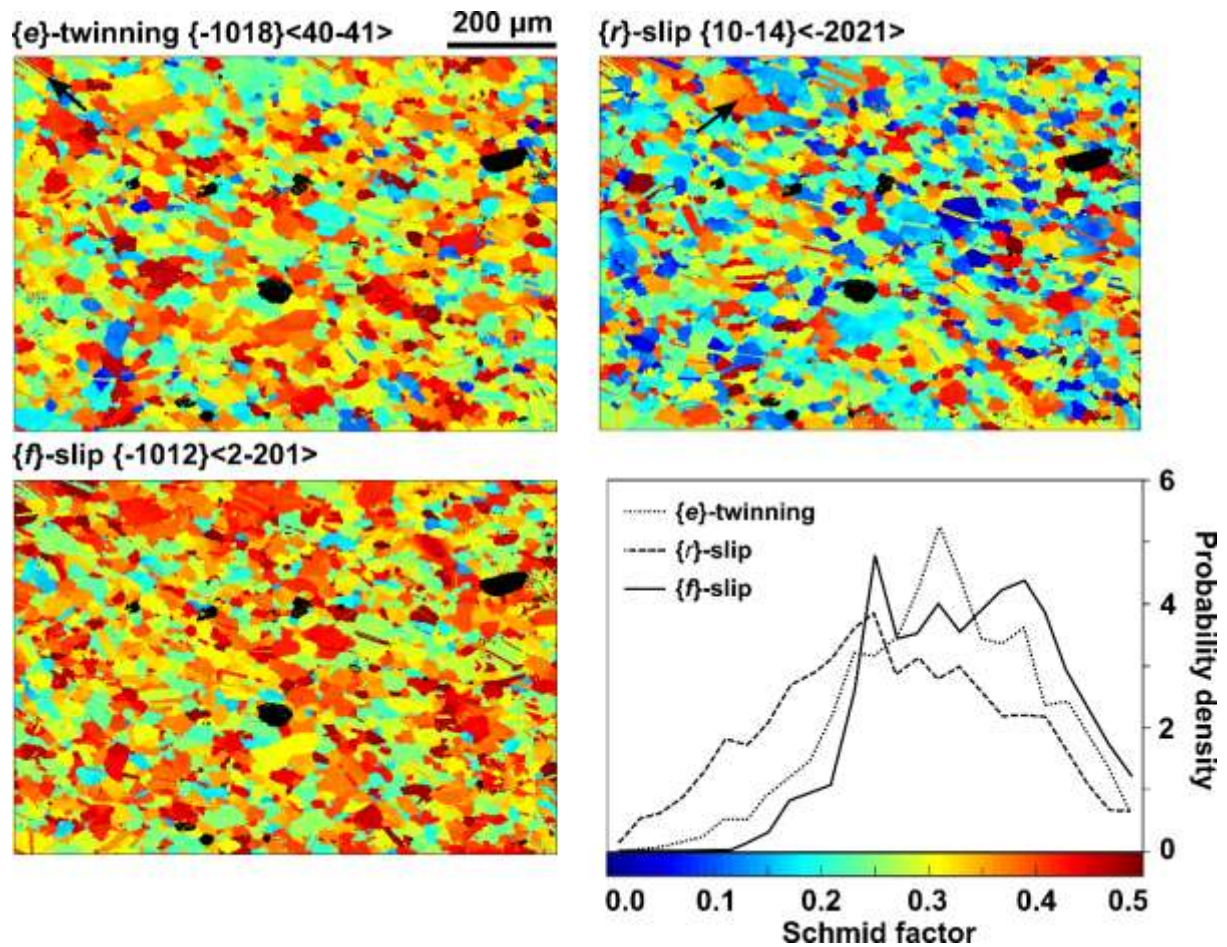 {e}-twinning {-1018}<40-41>
200 µm
{r}-slip {10-14}<-2021>
{f}-slip {-1012}<2-201>
{e}-twinning
{r}-slip
{f}-slip
6
4
2
0
Probability density
0.0 0.1 0.2 0.3 0.4 0.5
Schmid factor